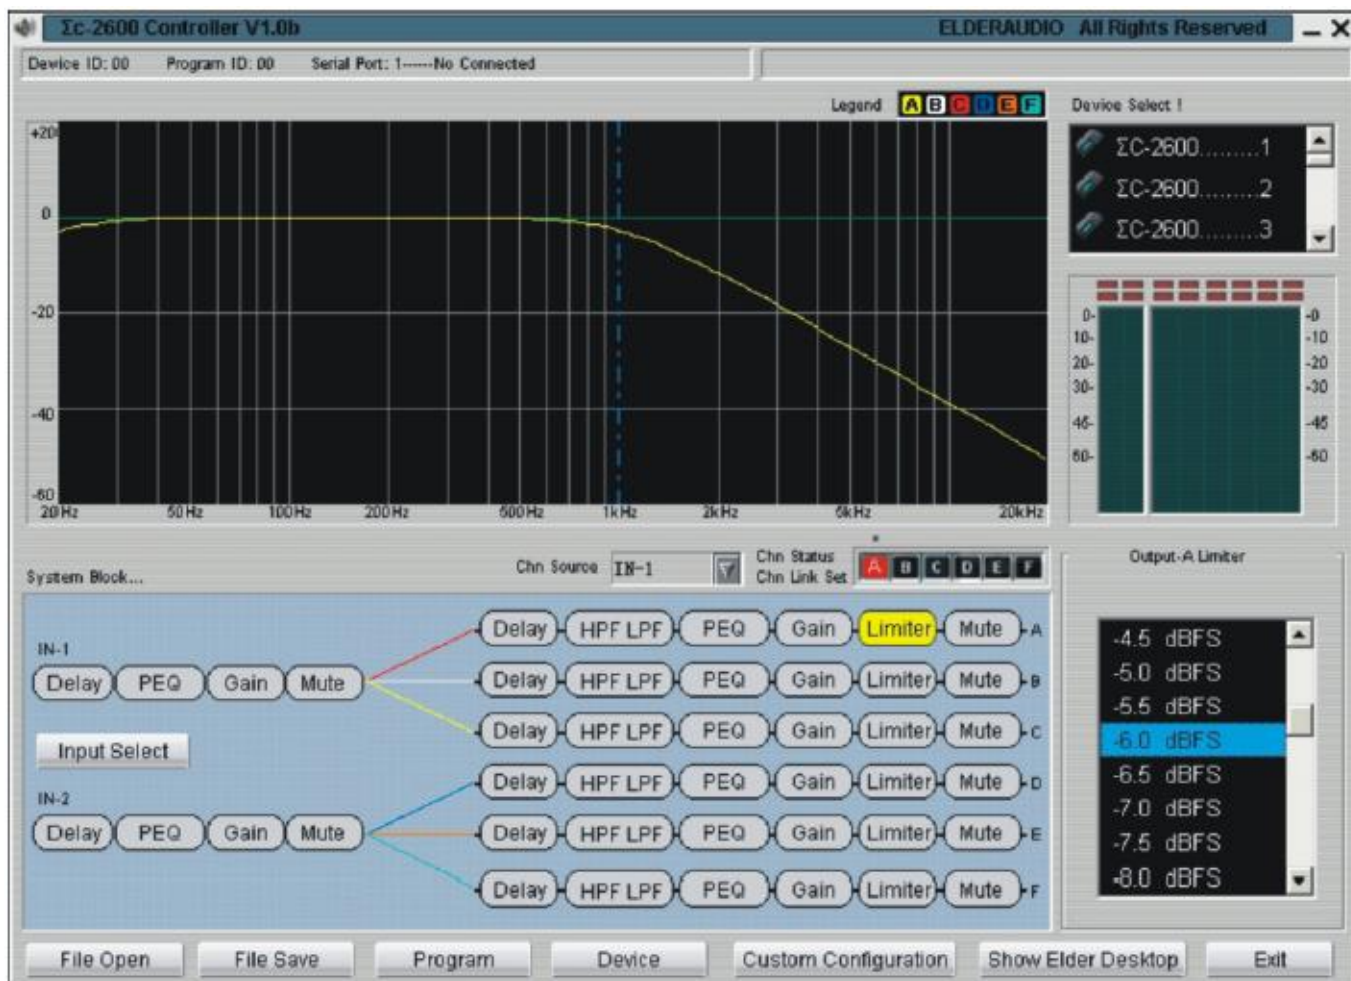 Σc-2600 Controller V1.0b ELDERAUDIO All Rights Reserved
Device ID: 00 Program ID: 00 Serial Port: 1------No Connected
Legend A B C D E F
Device Select !
ΣC-2600.........1
ΣC-2600.........2
ΣC-2600.........3
+20
0
-20
-40
-60
20Hz 50Hz 100Hz 200Hz 500Hz 1kHz 2kHz 5kHz 20kHz
0- -0
10- -10
20- -20
30- -30
45- -45
60- -60
System Block...
Chn Source IN-1
Chn Status
Chn Link Set
A B C D E F
Output-A Limiter
IN-1
Delay PEQ Gain Mute
Input Select
IN-2
Delay PEQ Gain Mute
Delay HPF LPF PEQ Gain Limiter Mute A
Delay HPF LPF PEQ Gain Limiter Mute B
Delay HPF LPF PEQ Gain Limiter Mute C
Delay HPF LPF PEQ Gain Limiter Mute D
Delay HPF LPF PEQ Gain Limiter Mute E
Delay HPF LPF PEQ Gain Limiter Mute F
-4.5 dBFS
-5.0 dBFS
-5.5 dBFS
-6.0 dBFS
-6.5 dBFS
-7.0 dBFS
-7.5 dBFS
-8.0 dBFS
File Open File Save Program Device Custom Configuration Show Elder Desktop Exit